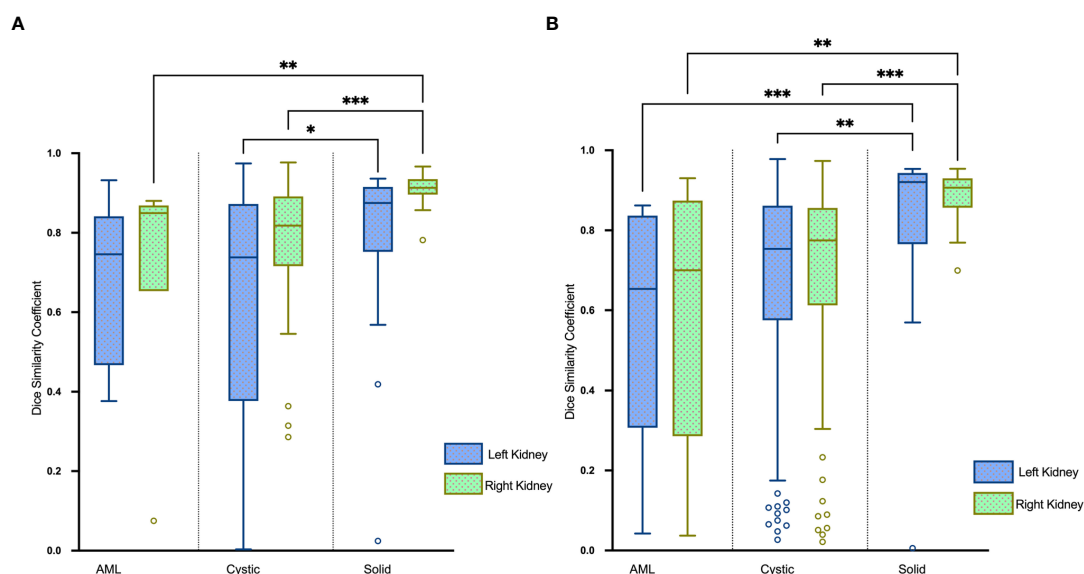 A
**
***
*
1.0
0.8
0.6
0.4
0.2
0.0
Dice Similarity Coefficient
AML
Cystic
Solid
Left Kidney
Right Kidney
B
**
***
***
**
1.0
0.8
0.6
0.4
0.2
0.0
Dice Similarity Coefficient
AML
Cystic
Solid
Left Kidney
Right Kidney